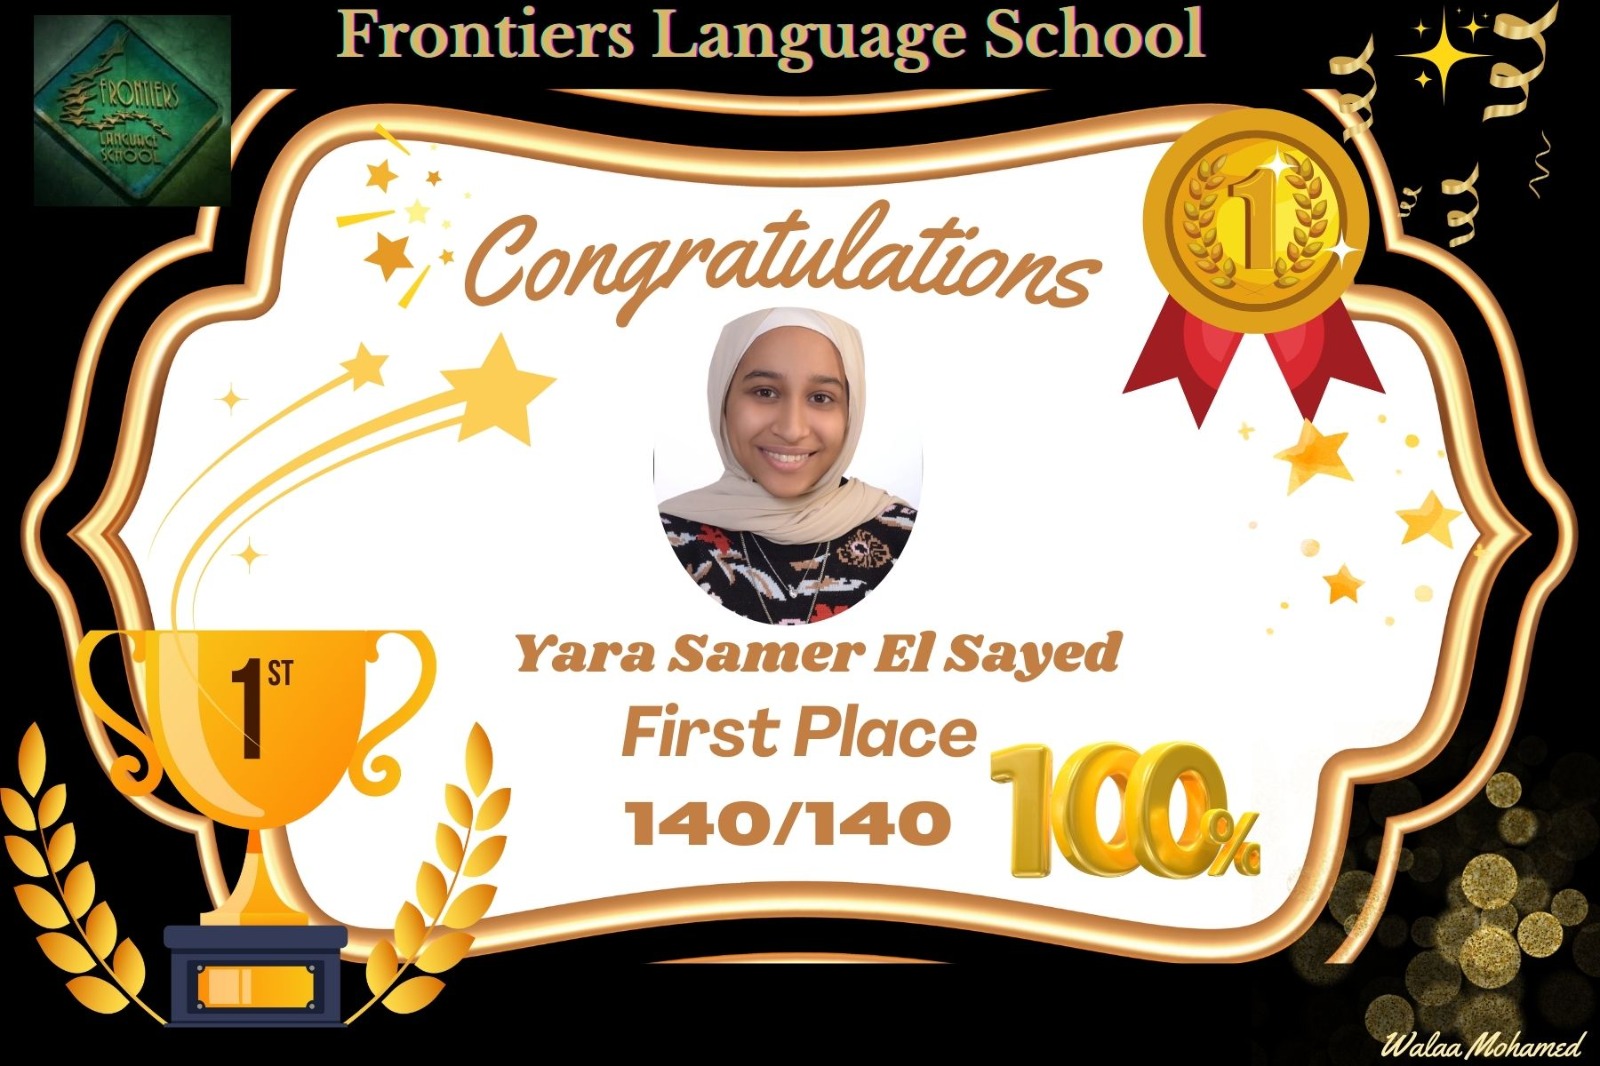 Frontiers Language School
FRONTIERS
LANGUAGE
SCHOOL
Congratulations
1
1ST
Yara Samer El Sayed
First Place
140/140
100%
Walaa Mohamed